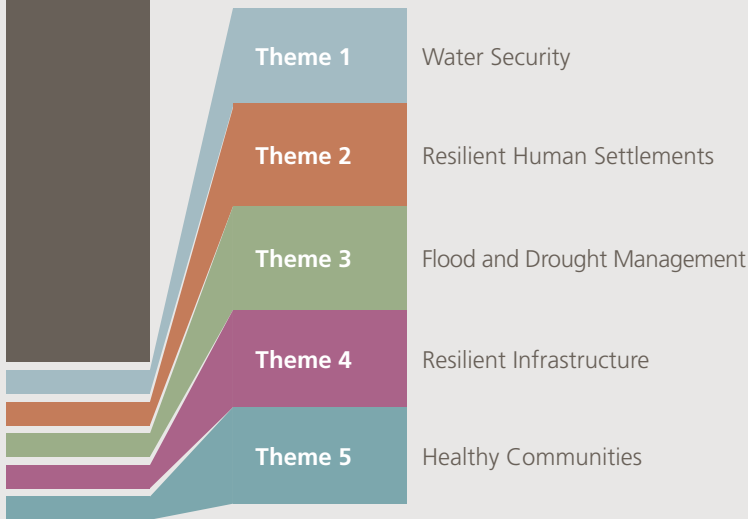 Theme 1 Water Security
Theme 2 Resilient Human Settlements
Theme 3 Flood and Drought Management
Theme 4 Resilient Infrastructure
Theme 5 Healthy Communities